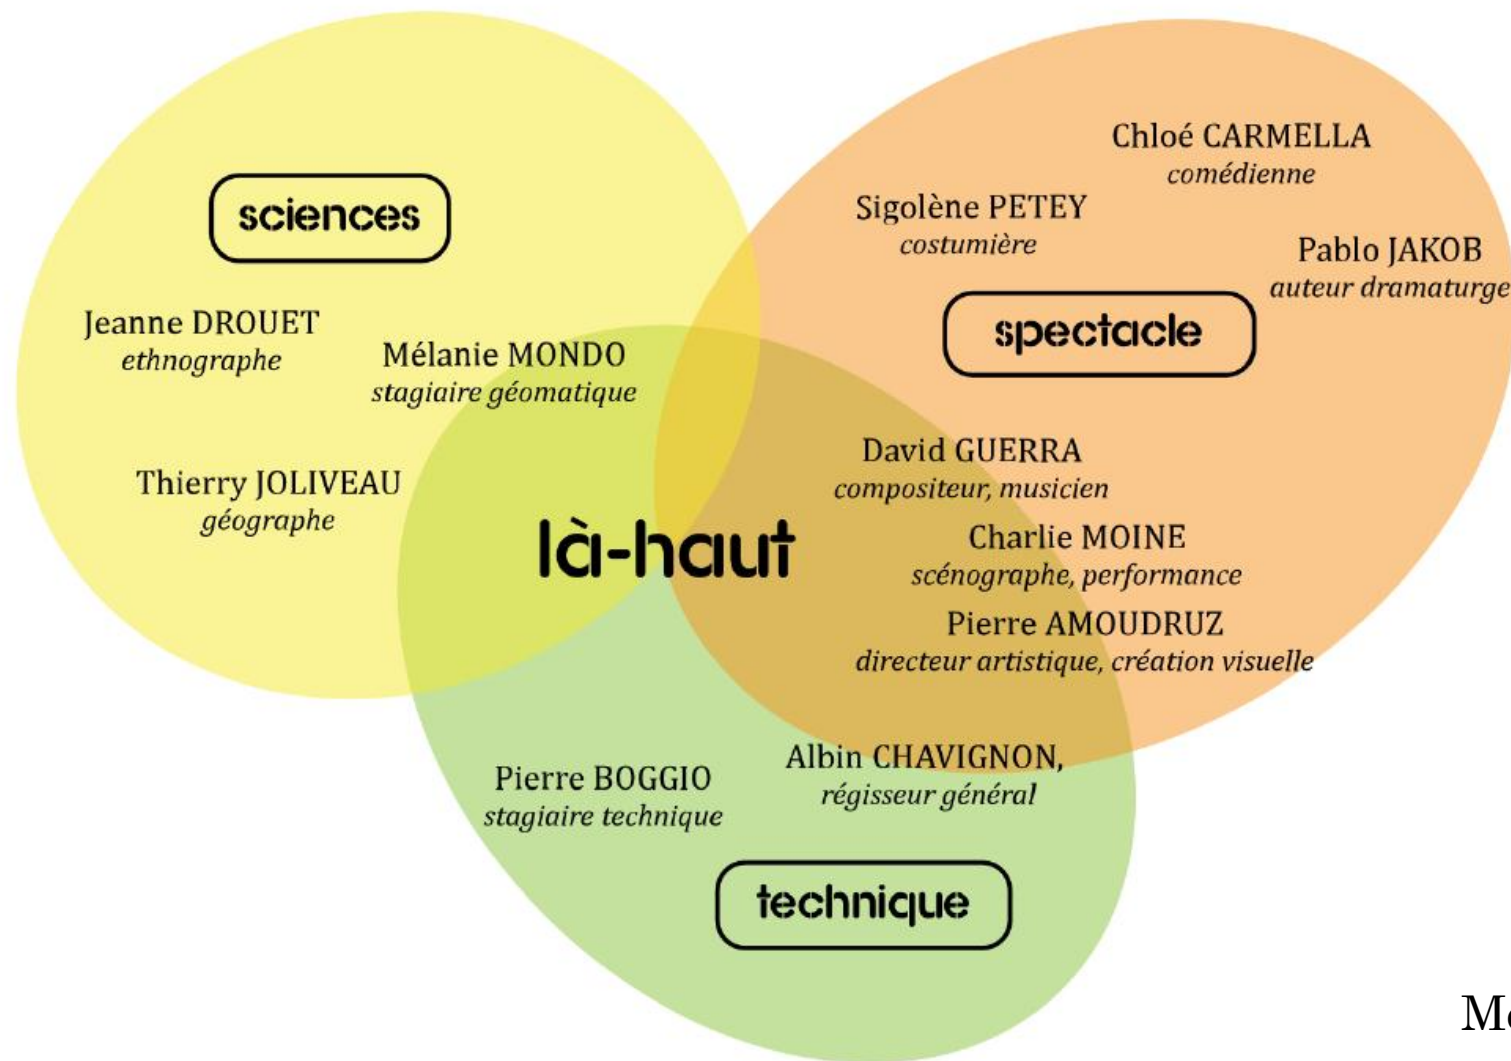 sciences
Jeanne DROUET
ethnographe
Mélanie MONDO
stagiaire géomatique
Thierry JOLIVEAU
géographe
Chloé CARMELLA
comédienne
Sigolène PETEY
costumière
Pablo JAKOB
auteur dramaturge
spectacle
David GUERRA
compositeur, musicien
Charlie MOINE
scénographe, performance
Pierre AMOUDRUZ
directeur artistique, création visuelle
là-haut
Pierre BOGGIO
stagiaire technique
Albin CHAVIGNON,
régisseur général
technique